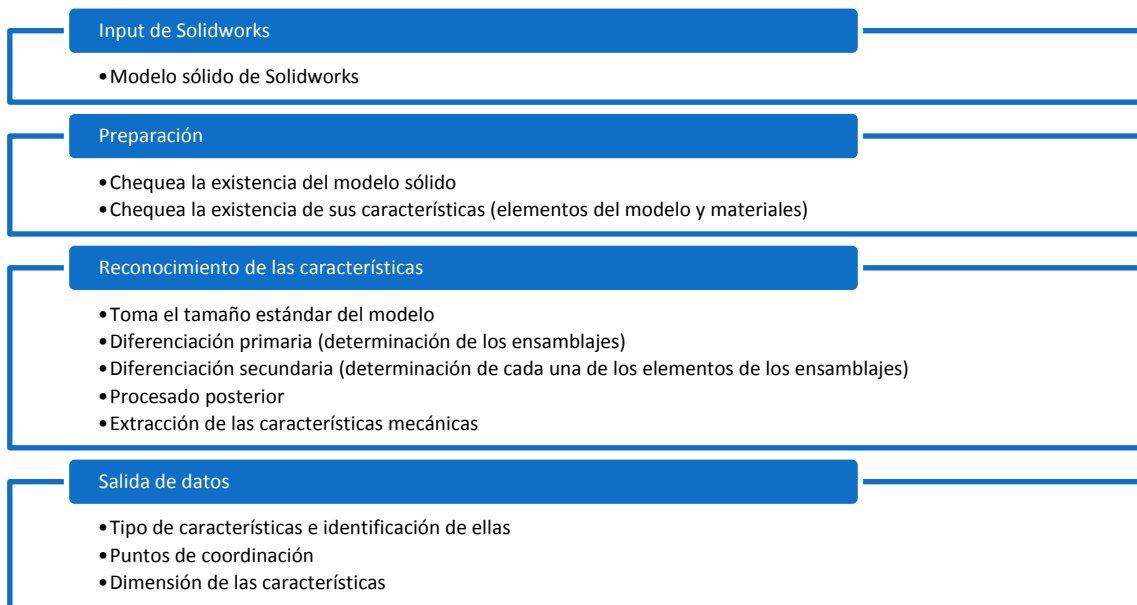 Input de Solidworks
•Modelo sólido de Solidworks
Preparación
•Chequea la existencia del modelo sólido
•Chequea la existencia de sus características (elementos del modelo y materiales)
Reconocimiento de las características
•Toma el tamaño estándar del modelo
•Diferenciación primaria (determinación de los ensamblajes)
•Diferenciación secundaria (determinación de cada una de los elementos de los ensamblajes)
•Procesado posterior
•Extracción de las características mecánicas
Salida de datos
•Tipo de características e identificación de ellas
•Puntos de coordinación
•Dimensión de las características